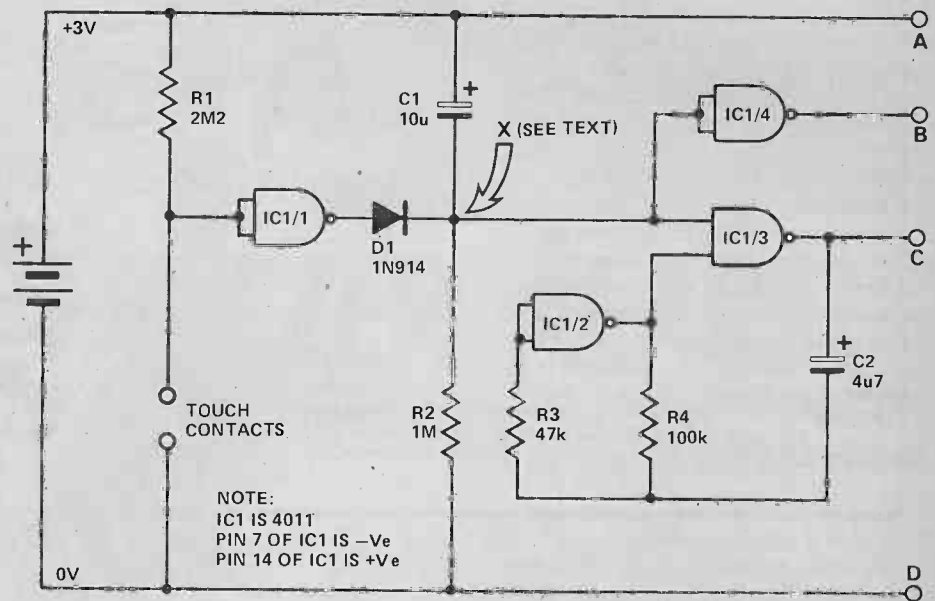 +3V
A
R1
2M2
C1
10u
+
X (SEE TEXT)
IC1/4
B
IC1/1
D1
1N914
IC1/3
C
+
IC1/2
+
C2
4u7
TOUCH
CONTACTS
R2
1M
R3
47k
R4
100k
NOTE:
IC1 IS 4011
PIN 7 OF IC1 IS –Ve
PIN 14 OF IC1 IS +Ve
0V
D